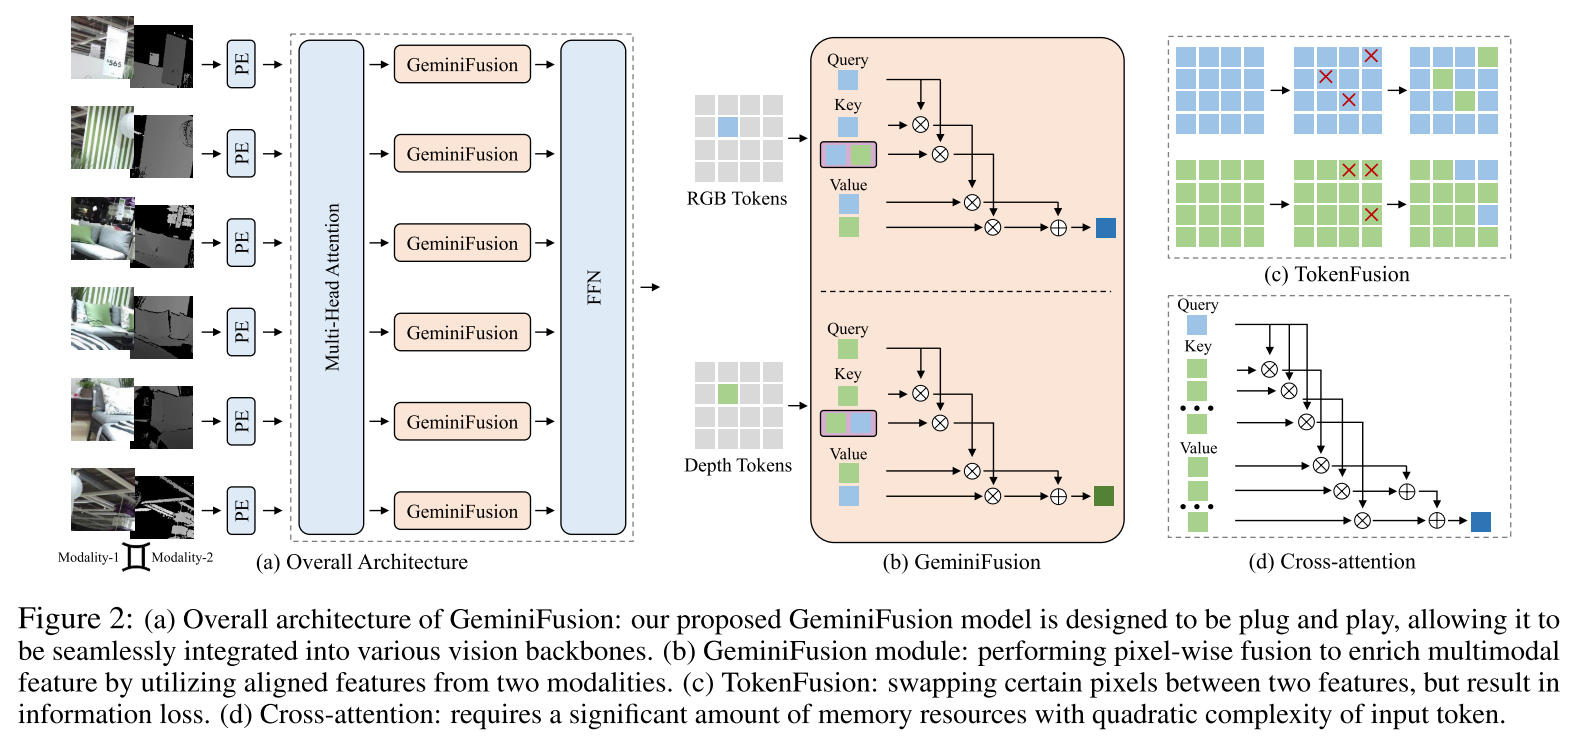 PE
PE
PE
PE
PE
PE
Multi-Head Attention
GeminiFusion
GeminiFusion
GeminiFusion
GeminiFusion
GeminiFusion
GeminiFusion
FFN
Modality-1
Modality-2
(a) Overall Architecture
RGB Tokens
Depth Tokens
Query
Key
Value
Query
Key
Value
(b) GeminiFusion
(c) TokenFusion
Query
Key
Value
(d) Cross-attention
Figure 2: (a) Overall architecture of GeminiFusion: our proposed GeminiFusion model is designed to be plug and play, allowing it to
be seamlessly integrated into various vision backbones. (b) GeminiFusion module: performing pixel-wise fusion to enrich multimodal
feature by utilizing aligned features from two modalities. (c) TokenFusion: swapping certain pixels between two features, but result in
information loss. (d) Cross-attention: requires a significant amount of memory resources with quadratic complexity of input token.